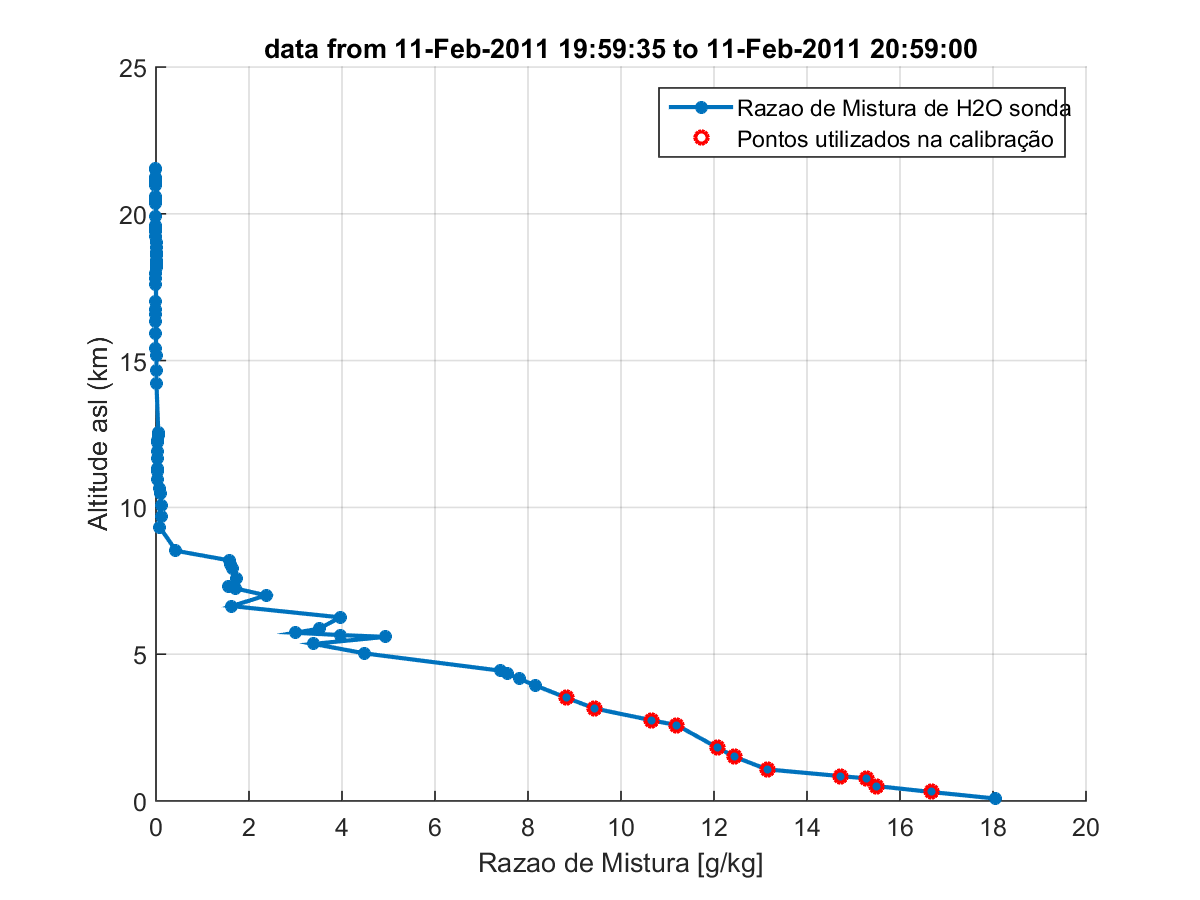 data from 11-Feb-2011 19:59:35 to 11-Feb-2011 20:59:00
Razao de Mistura de H2O sonda
Pontos utilizados na calibração
Altitude asl (km)
25
20
15
10
5
0
0 2 4 6 8 10 12 14 16 18 20
Razao de Mistura [g/kg]